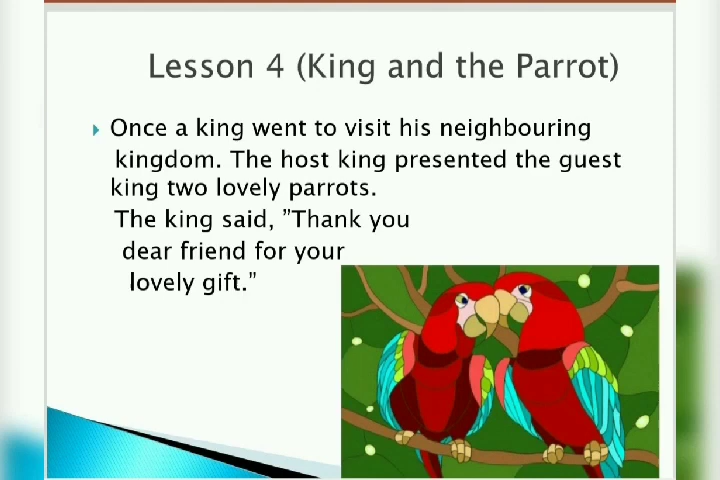 Lesson 4 (King and the Parrot)
Once a king went to visit his neighbouring
kingdom. The host king presented the guest
king two lovely parrots.
The king said, ”Thank you
dear friend for your
lovely gift.”